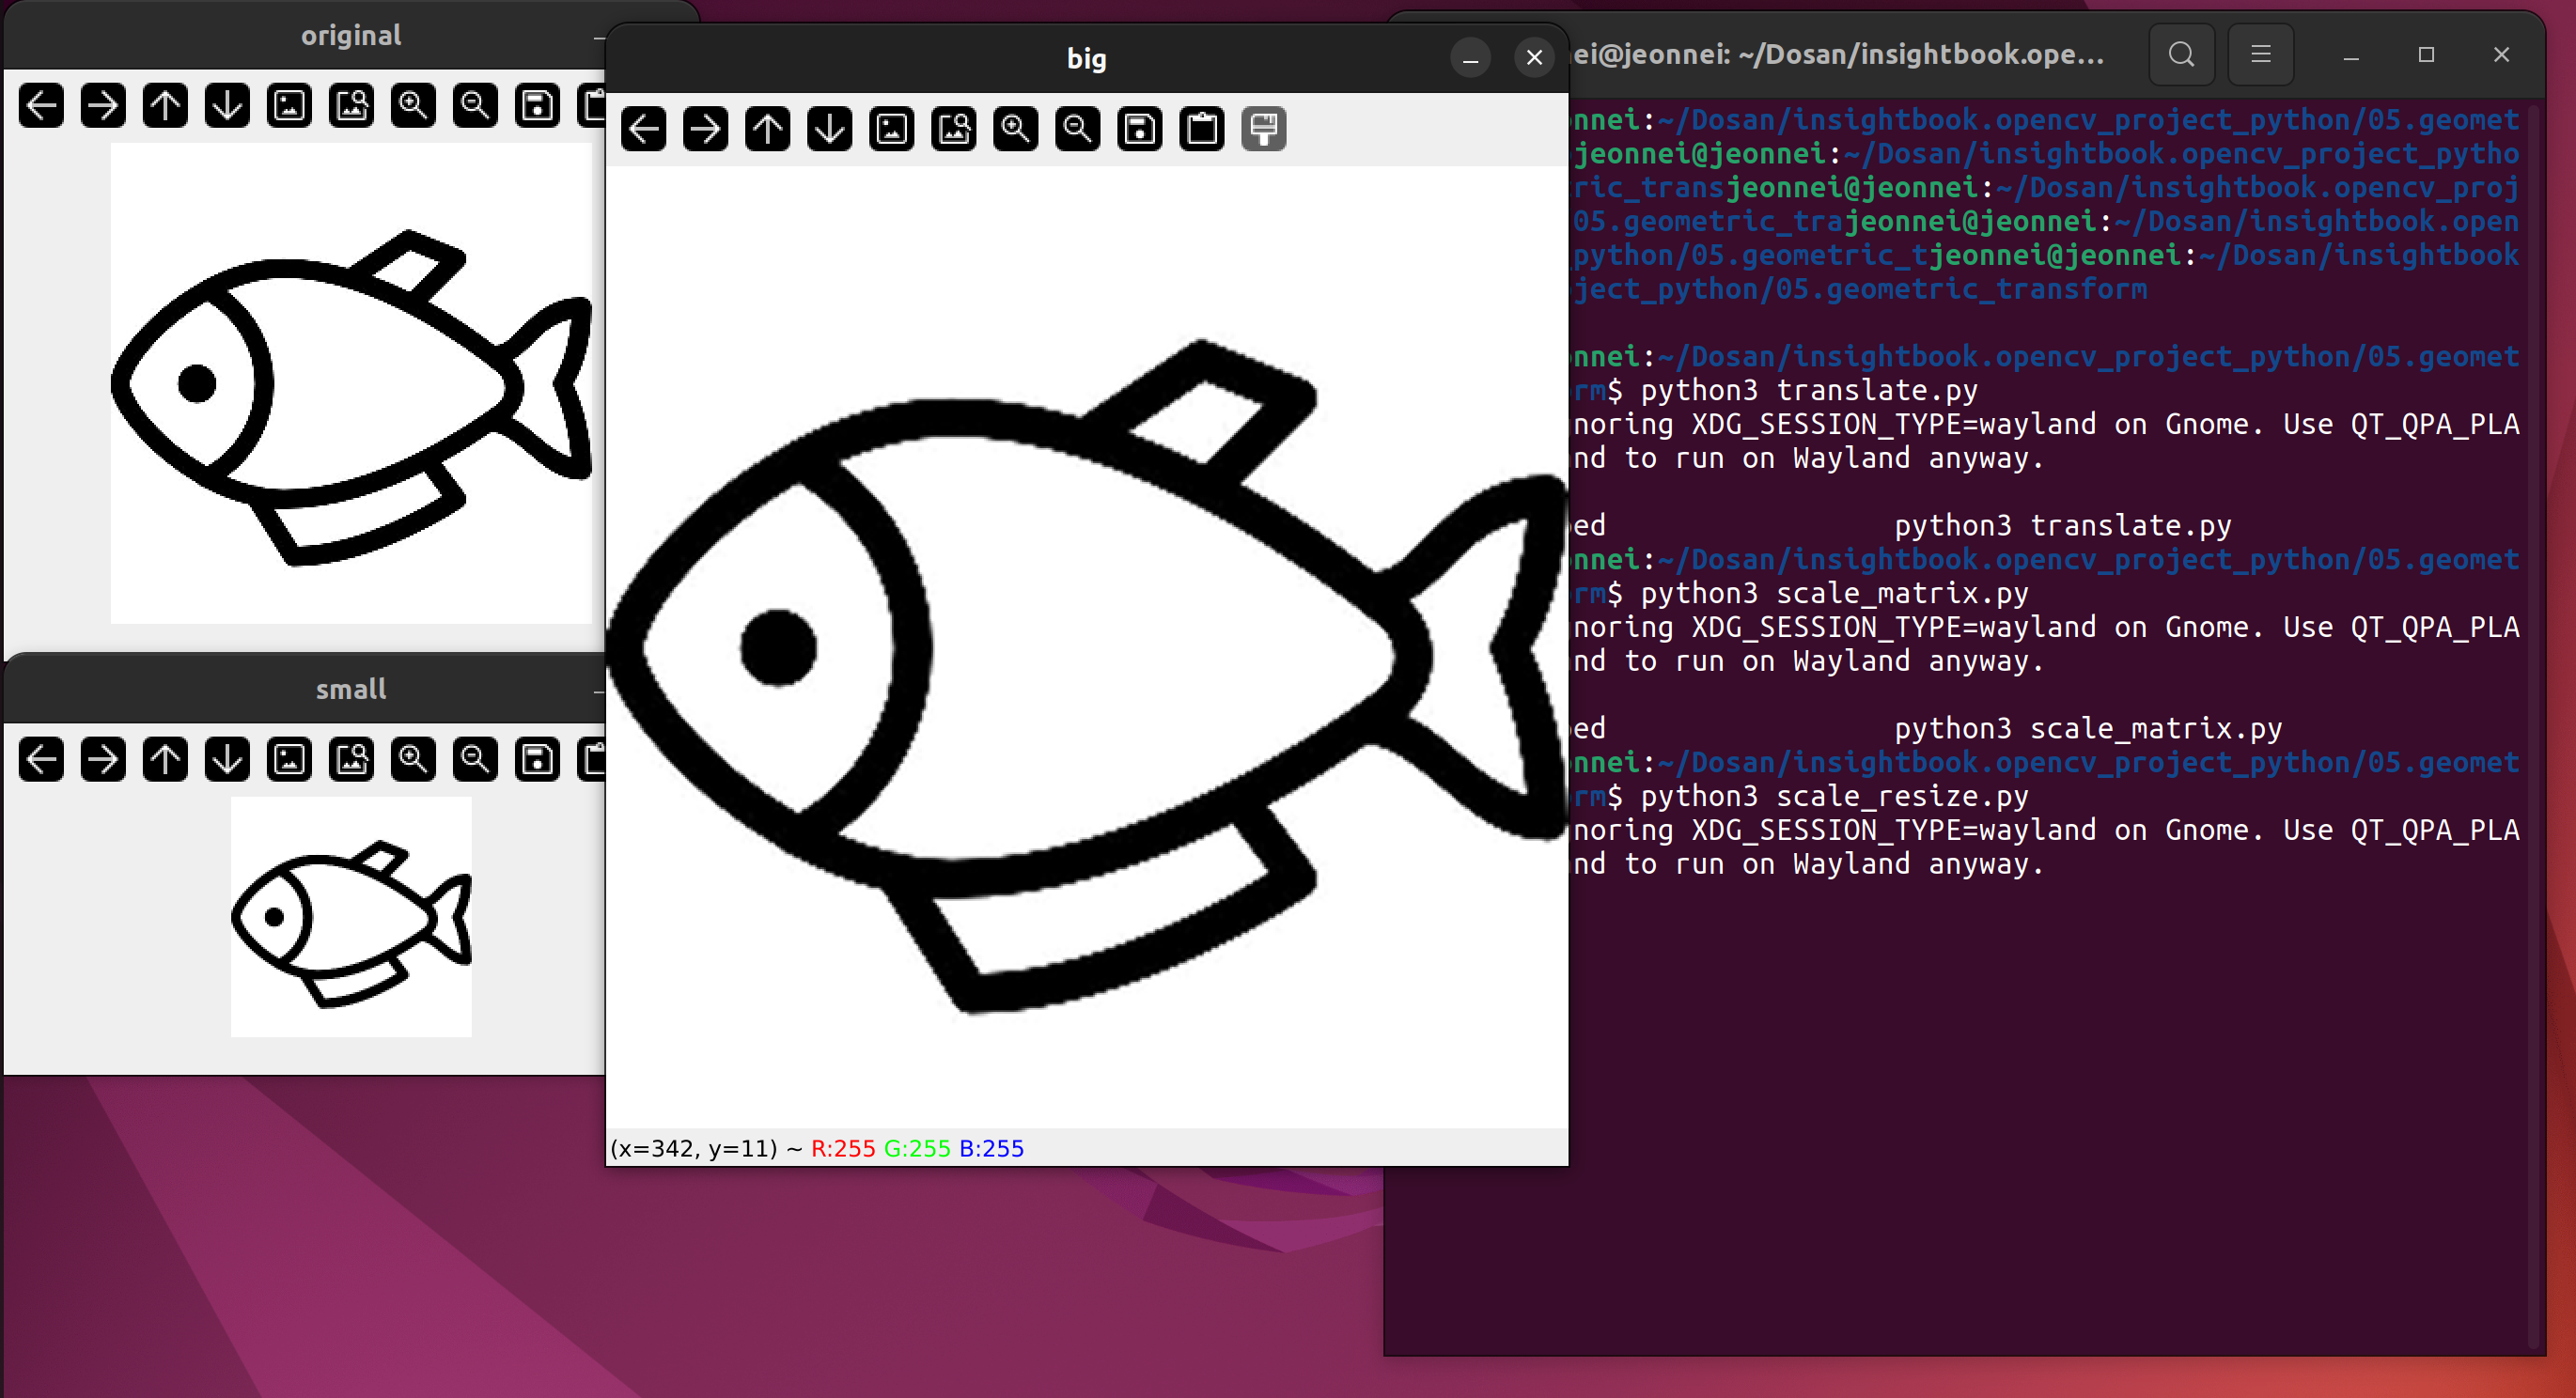 original
big
small
(x=342, y=11) ~ R:255 G:255 B:255
ei@jeonnei: ~/Dosan/insightbook.ope...
nnei:~/Dosan/insightbook.opencv_project_python/05.geomet
jeonnei@jeonnei:~/Dosan/insightbook.opencv_project_pytho
ric_transjeonnei@jeonnei:~/Dosan/insightbook.opencv_proj
05.geometric_trajeonnei@jeonnei:~/Dosan/insightbook.open
python/05.geometric_tjeonnei@jeonnei:~/Dosan/insightbook
ject_python/05.geometric_transform
nnei:~/Dosan/insightbook.opencv_project_python/05.geomet
rm$ python3 translate.py
noring XDG_SESSION_TYPE=wayland on Gnome. Use QT_QPA_PLA
nd to run on Wayland anyway.
ed python3 translate.py
nnei:~/Dosan/insightbook.opencv_project_python/05.geomet
rm$ python3 scale_matrix.py
noring XDG_SESSION_TYPE=wayland on Gnome. Use QT_QPA_PLA
nd to run on Wayland anyway.
ed python3 scale_matrix.py
nnei:~/Dosan/insightbook.opencv_project_python/05.geomet
rm$ python3 scale_resize.py
noring XDG_SESSION_TYPE=wayland on Gnome. Use QT_QPA_PLA
nd to run on Wayland anyway.